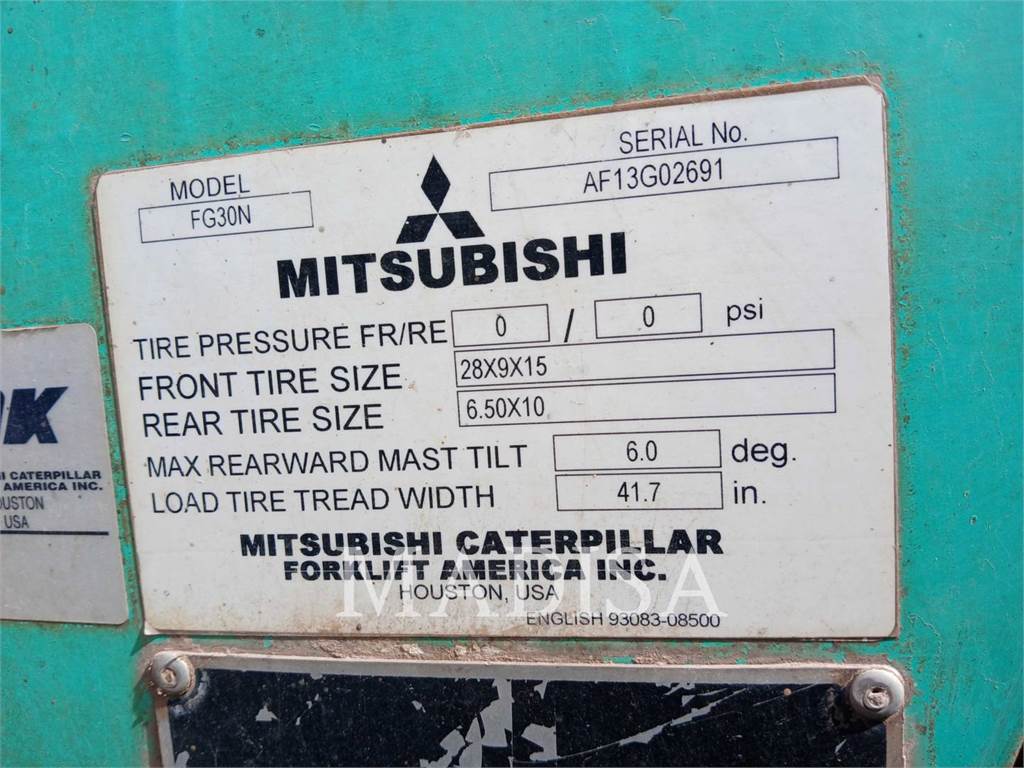 MODEL
FG30N
SERIAL No.
AF13G02691
MITSUBISHI
TIRE PRESSURE FR/RE 0 / 0 psi
FRONT TIRE SIZE 28X9X15
REAR TIRE SIZE 6.50X10
MAX REARWARD MAST TILT 6.0 deg.
LOAD TIRE TREAD WIDTH 41.7 in.
MITSUBISHI CATERPILLAR
FORKLIFT AMERICA INC.
HOUSTON, USA
ENGLISH 93083-08500
MADISA
CATERPILLAR
AMERICA INC.
USA